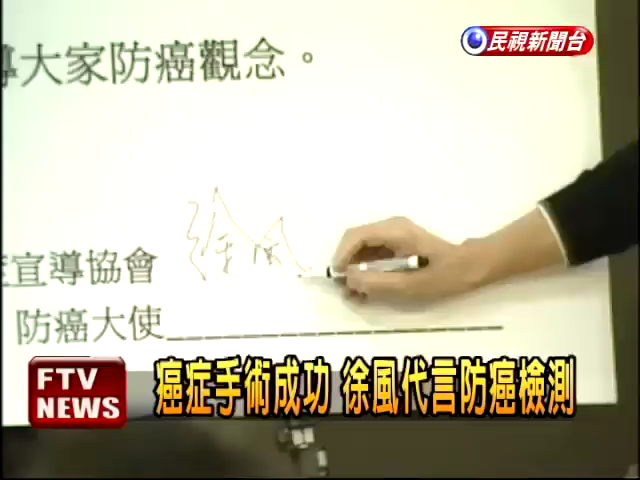 民視新聞台
導大家防癌觀念。
徐風
症宣導協會
防癌大使
癌症手術成功 徐風代言防癌檢測
FTV
NEWS